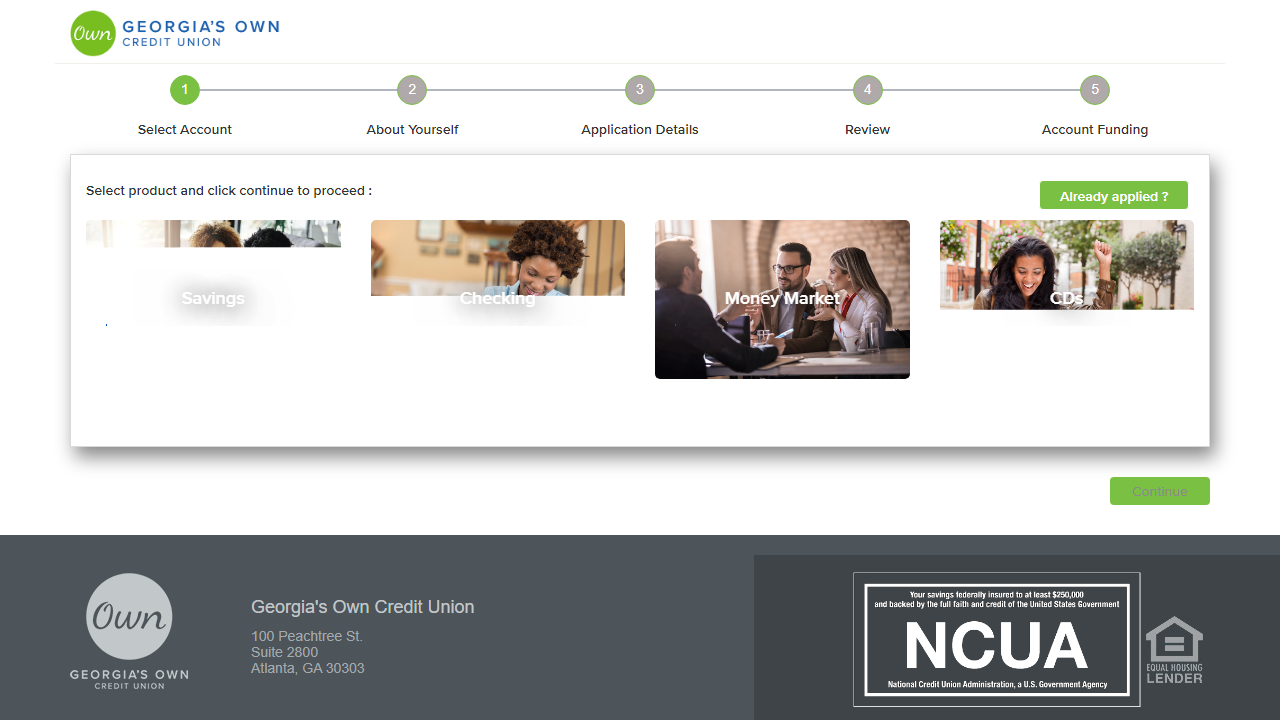 Own GEORGIA'S OWN
CREDIT UNION
1 2 3 4 5
Select Account About Yourself Application Details Review Account Funding
Select product and click continue to proceed :
Already applied ?
Savings Checking Money Market CDs
Continue
Own
GEORGIA'S OWN
CREDIT UNION
Georgia's Own Credit Union
100 Peachtree St.
Suite 2800
Atlanta, GA 30303
Your savings federally insured to at least $250,000
and backed by the full faith and credit of the United States Government
NCUA
National Credit Union Administration, a U.S. Government Agency
EQUAL HOUSING
LENDER